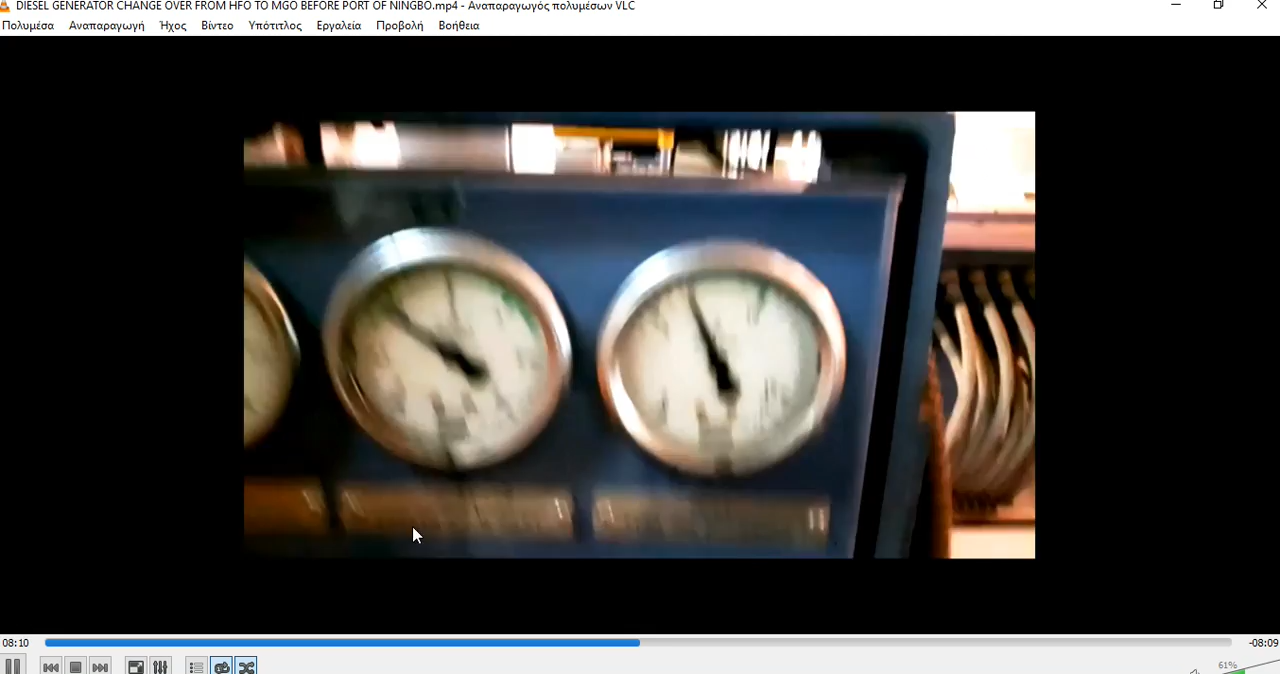 DIESEL GENERATOR CHANGE OVER FROM HFO TO MGO BEFORE PORT OF NINGBO.mp4 - Αναπαραγωγός πολυμέσων VLC
Πολυμέσα Αναπαραγωγή Ήχος Βίντεο Υπότιτλος Εργαλεία Προβολή Βοήθεια
08:10 -08:09
61%